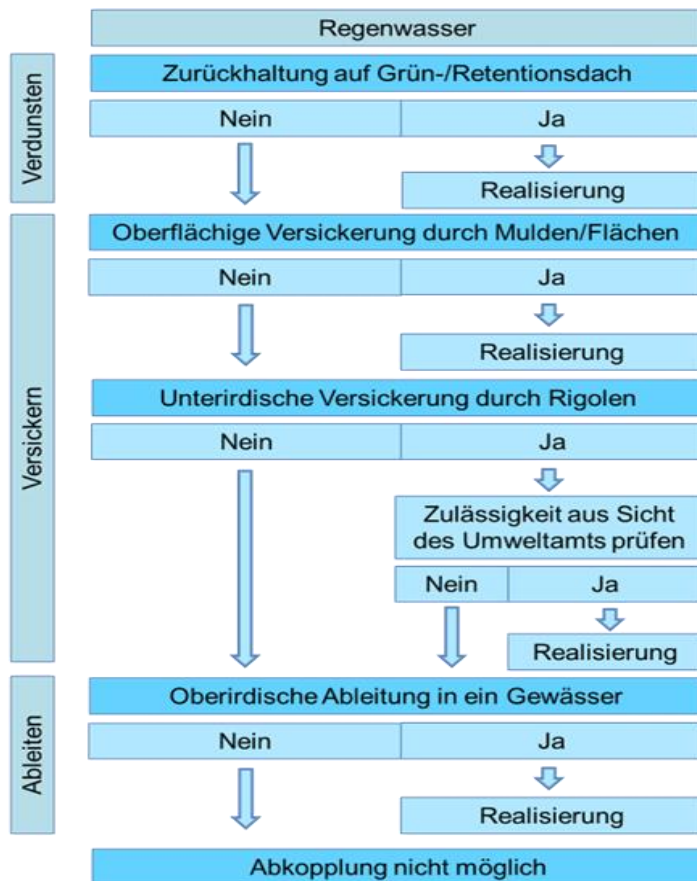 Regenwasser
Verdunsten
Zurückhaltung auf Grün-/Retentionsdach
Nein
Ja
Realisierung
Versickern
Oberflächige Versickerung durch Mulden/Flächen
Nein
Ja
Realisierung
Unterirdische Versickerung durch Rigolen
Nein
Ja
Zulässigkeit aus Sicht
des Umweltamts prüfen
Nein
Ja
Realisierung
Ableiten
Oberirdische Ableitung in ein Gewässer
Nein
Ja
Realisierung
Abkopplung nicht möglich